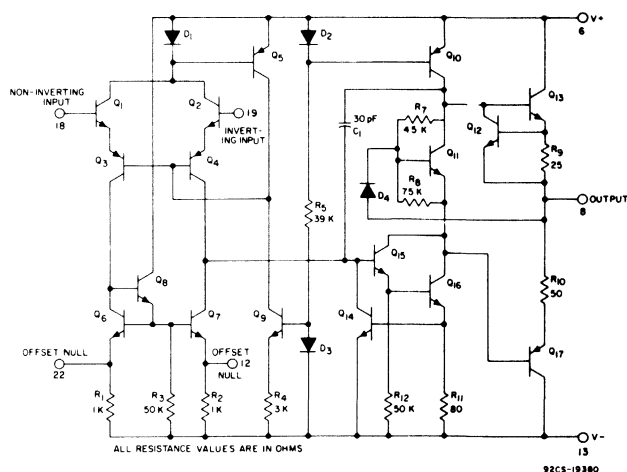 V+
6
D1
D2
Q5
Q10
Q13
NON-INVERTING
INPUT
18
Q1
Q2
19
INVERT-
ING INPUT
30 pF
C1
R7
4.5 K
Q12
R9
25
Q3
Q4
Q11
R8
7.5 K
D4
OUTPUT
8
R5
39 K
Q15
R10
50
Q8
Q16
Q6
Q7
Q9
Q14
Q17
OFFSET NULL
22
OFFSET
12
NULL
D3
R1
1 K
R3
50 K
R2
1 K
R4
3 K
R12
50 K
R11
80
V-
13
ALL RESISTANCE VALUES ARE IN OHMS
92CS-19380